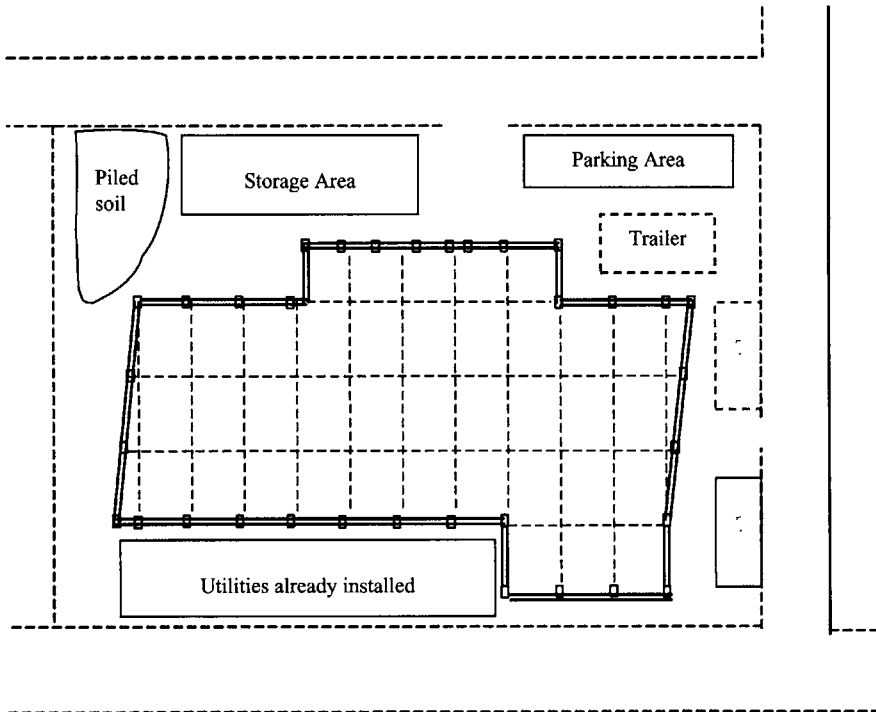 Piled
soil
Storage Area
Parking Area
Trailer
Utilities already installed